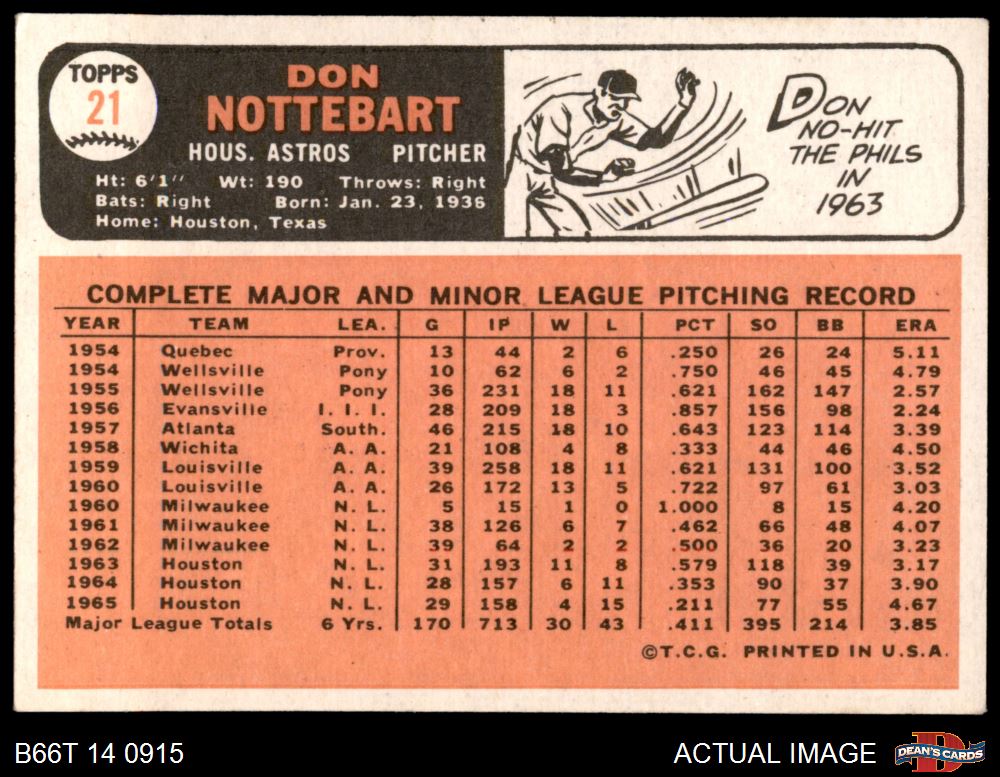 TOPPS
21
DON
NOTTEBART
HOUS. ASTROS PITCHER
Ht: 6'1" Wt: 190 Throws: Right
Bats: Right Born: Jan. 23, 1936
Home: Houston, Texas
DON
NO-HIT
THE PHILS
IN
1963
COMPLETE MAJOR AND MINOR LEAGUE PITCHING RECORD
YEAR TEAM LEA. G IP W L PCT SO BB ERA
1954 Quebec Prov. 13 44 2 6 .250 26 24 5.11
1954 Wellsville Pony 10 62 6 2 .750 46 45 4.79
1955 Wellsville Pony 36 231 18 11 .621 162 147 2.57
1956 Evansville I. I. I. 28 209 18 3 .857 156 98 2.24
1957 Atlanta South. 46 215 18 10 .643 123 114 3.39
1958 Wichita A. A. 21 108 4 8 .333 44 46 4.50
1959 Louisville A. A. 39 258 18 11 .621 131 100 3.52
1960 Louisville A. A. 26 172 13 5 .722 97 61 3.03
1960 Milwaukee N. L. 5 15 1 0 1.000 8 15 4.20
1961 Milwaukee N. L. 38 126 6 7 .462 66 48 4.07
1962 Milwaukee N. L. 39 64 2 2 .500 36 20 3.23
1963 Houston N. L. 31 193 11 8 .579 118 39 3.17
1964 Houston N. L. 28 157 6 11 .353 90 37 3.90
1965 Houston N. L. 29 158 4 15 .211 77 55 4.67
Major League Totals 6 Yrs. 170 713 30 43 .411 395 214 3.85
©T.C.G. PRINTED IN U.S.A.
B66T 14 0915 ACTUAL IMAGE DEAN'S CARDS